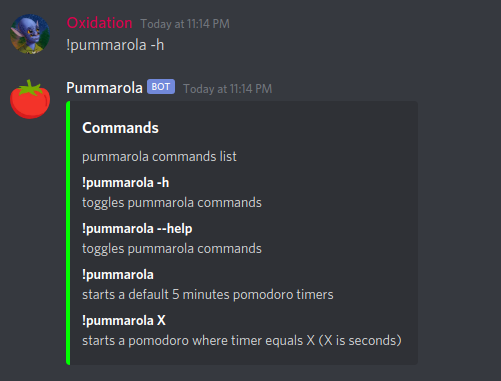 Oxidation Today at 11:14 PM
!pummarola -h
Pummarola BOT Today at 11:14 PM
Commands
pummarola commands list
!pummarola -h
toggles pummarola commands
!pummarola --help
toggles pummarola commands
!pummarola
starts a default 5 minutes pomodoro timers
!pummarola X
starts a pomodoro where timer equals X (X is seconds)